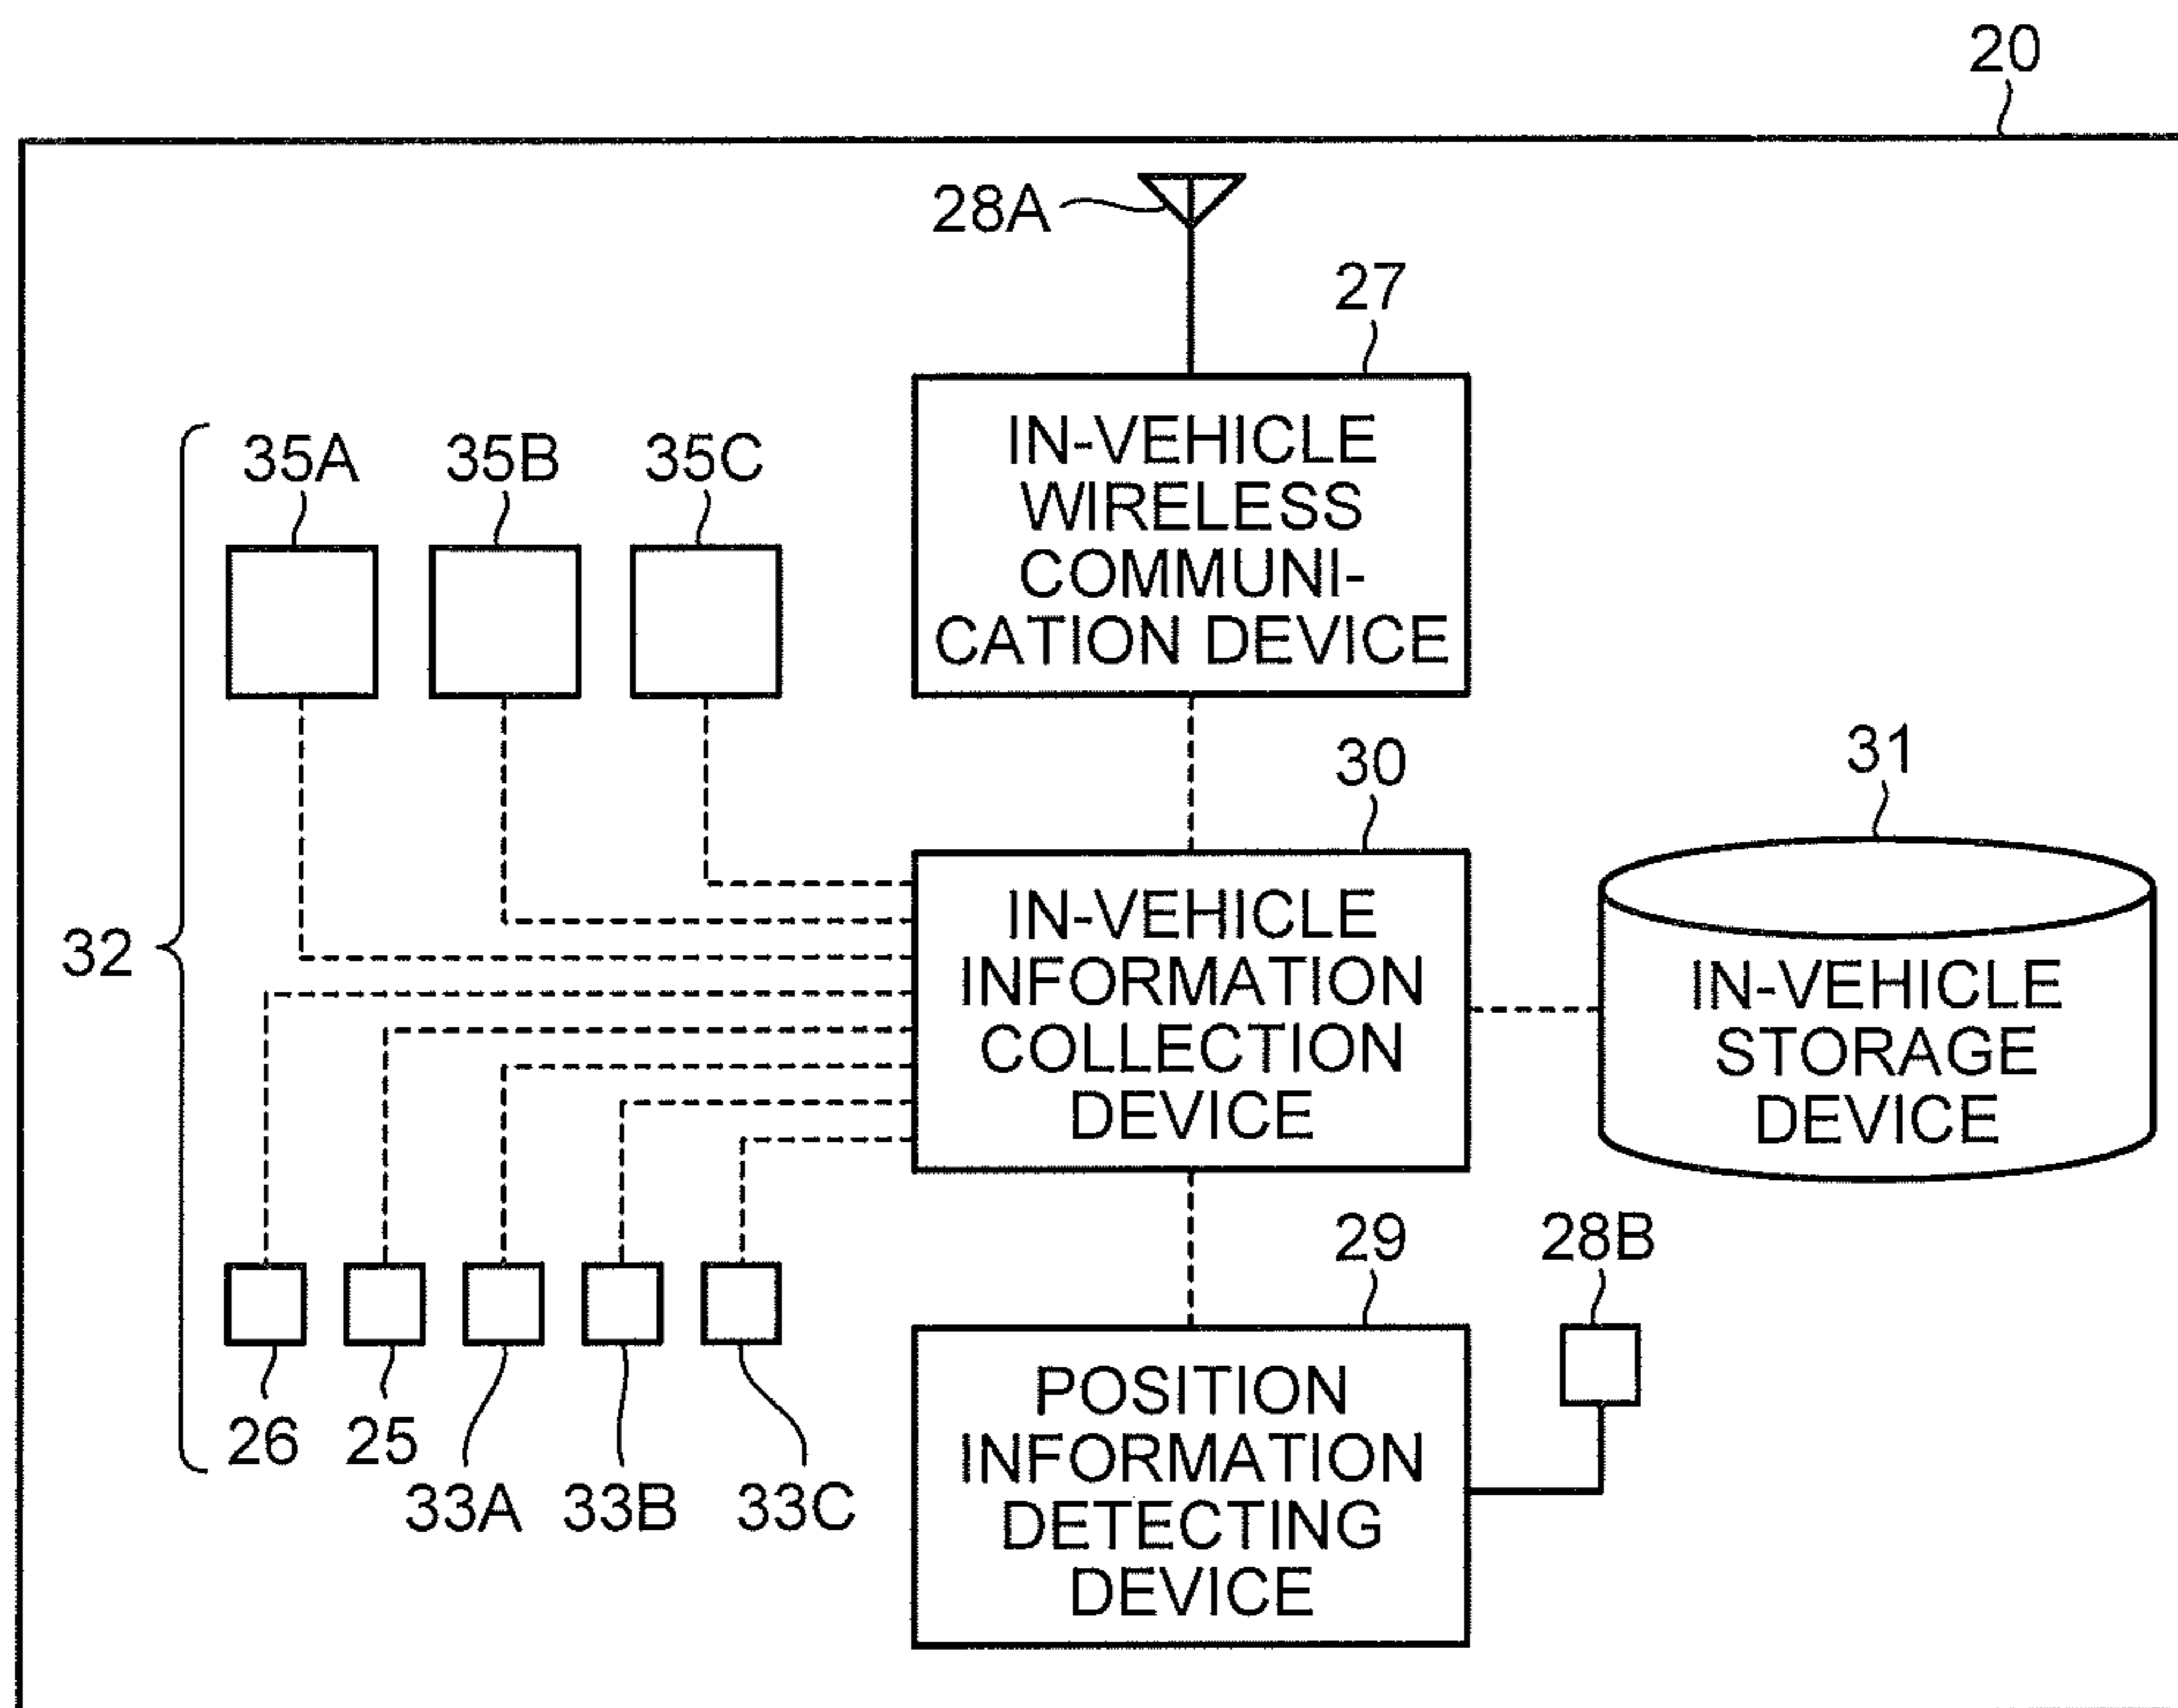 20
28A
27
IN-VEHICLE
WIRELESS
COMMUNI-
CATION DEVICE
35A 35B 35C
30
31
32
IN-VEHICLE
INFORMATION
COLLECTION
DEVICE
IN-VEHICLE
STORAGE
DEVICE
29
28B
26 25
33A 33B 33C
POSITION
INFORMATION
DETECTING
DEVICE